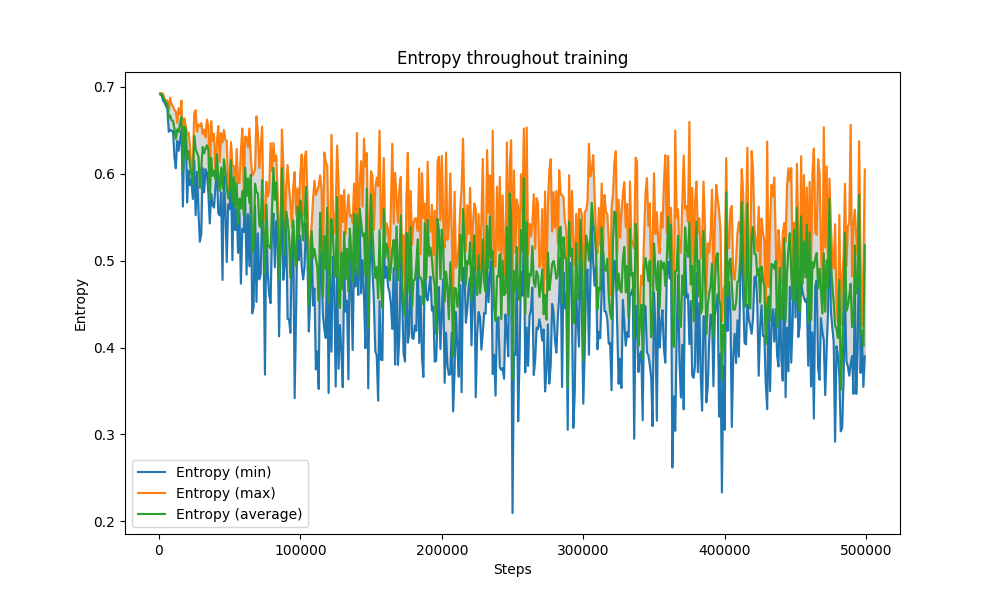 Entropy throughout training
0.7
0.6
0.5
0.4
0.3
0.2
Entropy
Entropy (min)
Entropy (max)
Entropy (average)
0 100000 200000 300000 400000 500000
Steps